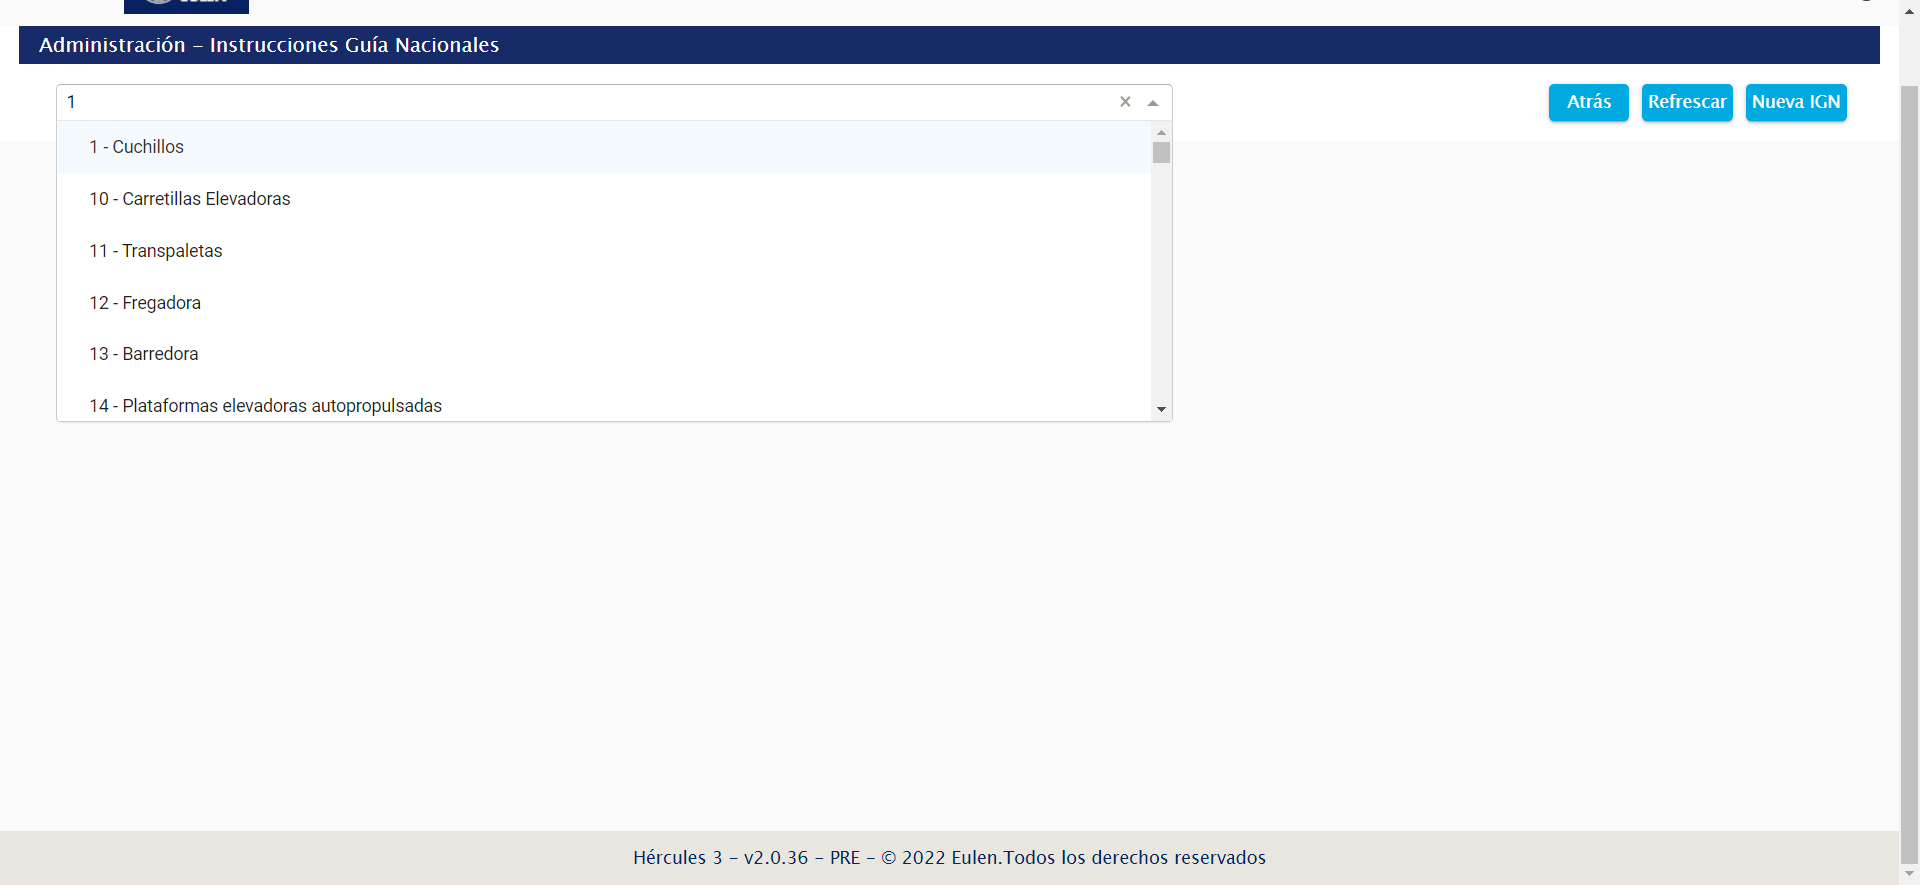 Administración – Instrucciones Guía Nacionales
1
Atrás
Refrescar
Nueva IGN
1 - Cuchillos
10 - Carretillas Elevadoras
11 - Transpaletas
12 - Fregadora
13 - Barredora
14 - Plataformas elevadoras autopropulsadas
Hércules 3 – v2.0.36 – PRE – © 2022 Eulen.Todos los derechos reservados